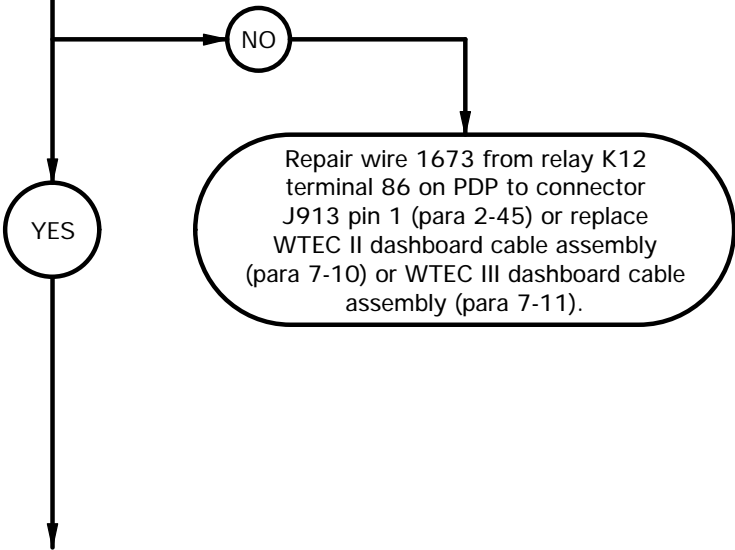 NO
Repair wire 1673 from relay K12
terminal 86 on PDP to connector
J913 pin 1 (para 2-45) or replace
WTEC II dashboard cable assembly
(para 7-10) or WTEC III dashboard cable
assembly (para 7-11).
YES